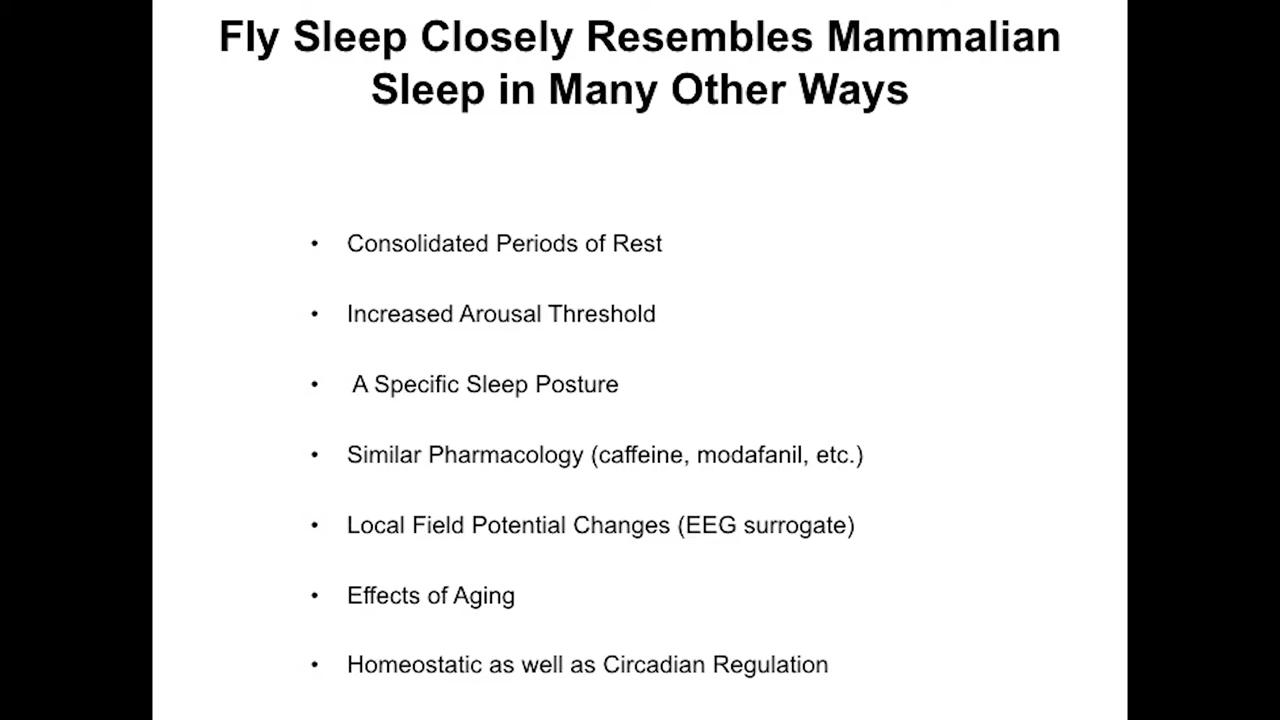 Fly Sleep Closely Resembles Mammalian
Sleep in Many Other Ways
• Consolidated Periods of Rest
• Increased Arousal Threshold
• A Specific Sleep Posture
• Similar Pharmacology (caffeine, modafanil, etc.)
• Local Field Potential Changes (EEG surrogate)
• Effects of Aging
• Homeostatic as well as Circadian Regulation